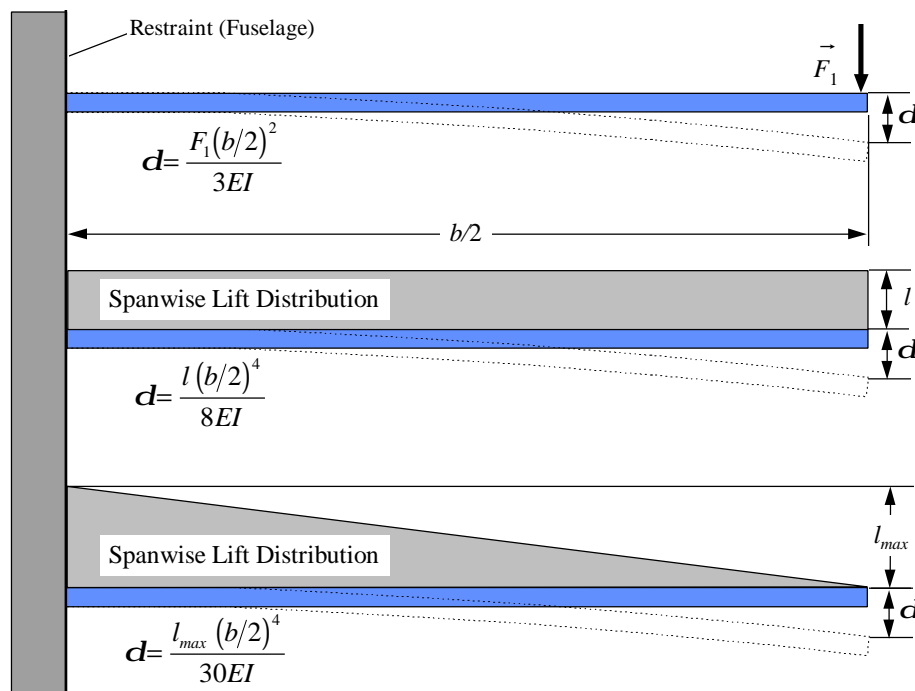 Restraint (Fuselage)
F⃗₁
d
d = F₁(b/2)² / 3EI
b/2
Spanwise Lift Distribution
l
d
d = l (b/2)⁴ / 8EI
Spanwise Lift Distribution
l_max
d
d = l_max (b/2)⁴ / 30EI